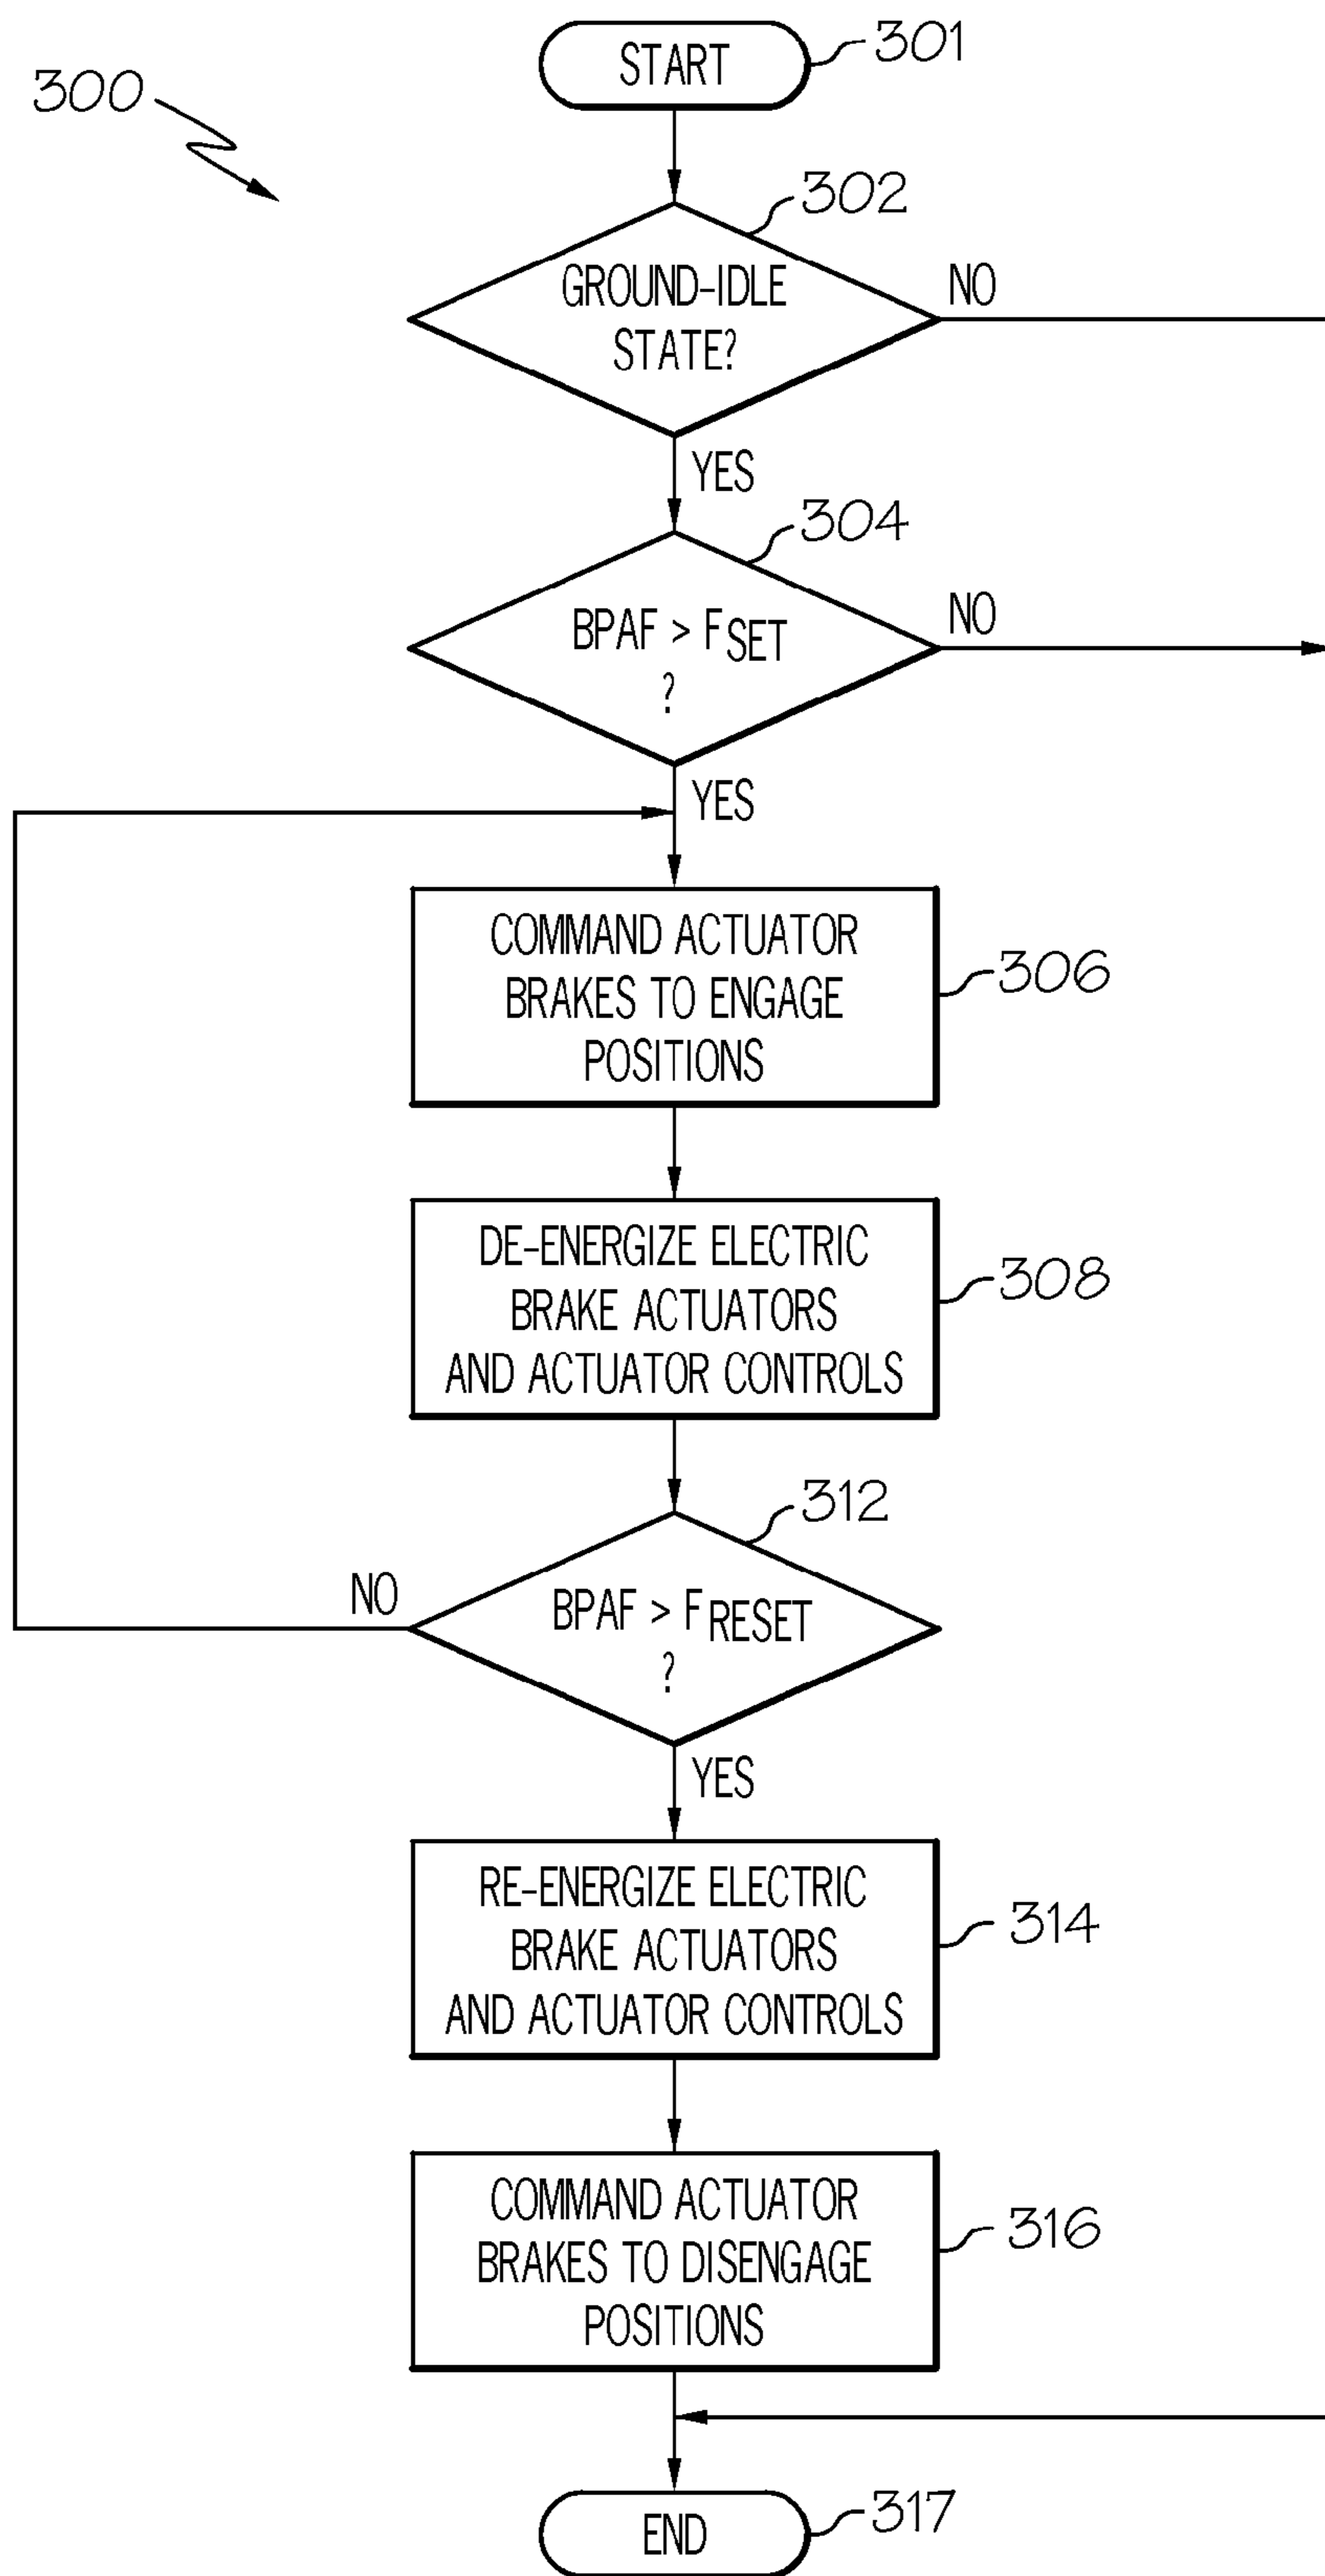 300
START
301
302
GROUND-IDLE
STATE?
NO
YES
304
BPAF > FSET
?
NO
YES
COMMAND ACTUATOR
BRAKES TO ENGAGE
POSITIONS
306
DE-ENERGIZE ELECTRIC
BRAKE ACTUATORS
AND ACTUATOR CONTROLS
308
312
NO
BPAF > FRESET
?
YES
RE-ENERGIZE ELECTRIC
BRAKE ACTUATORS
AND ACTUATOR CONTROLS
314
COMMAND ACTUATOR
BRAKES TO DISENGAGE
POSITIONS
316
END
317